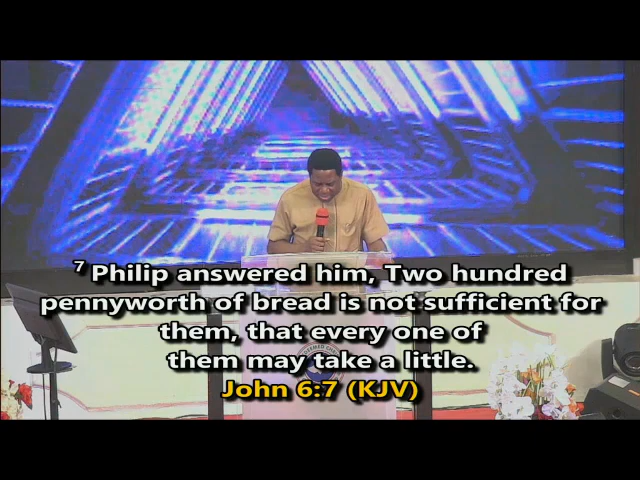 7 Philip answered him, Two hundred
pennyworth of bread is not sufficient for
them, that every one of
them may take a little.
John 6:7 (KJV)